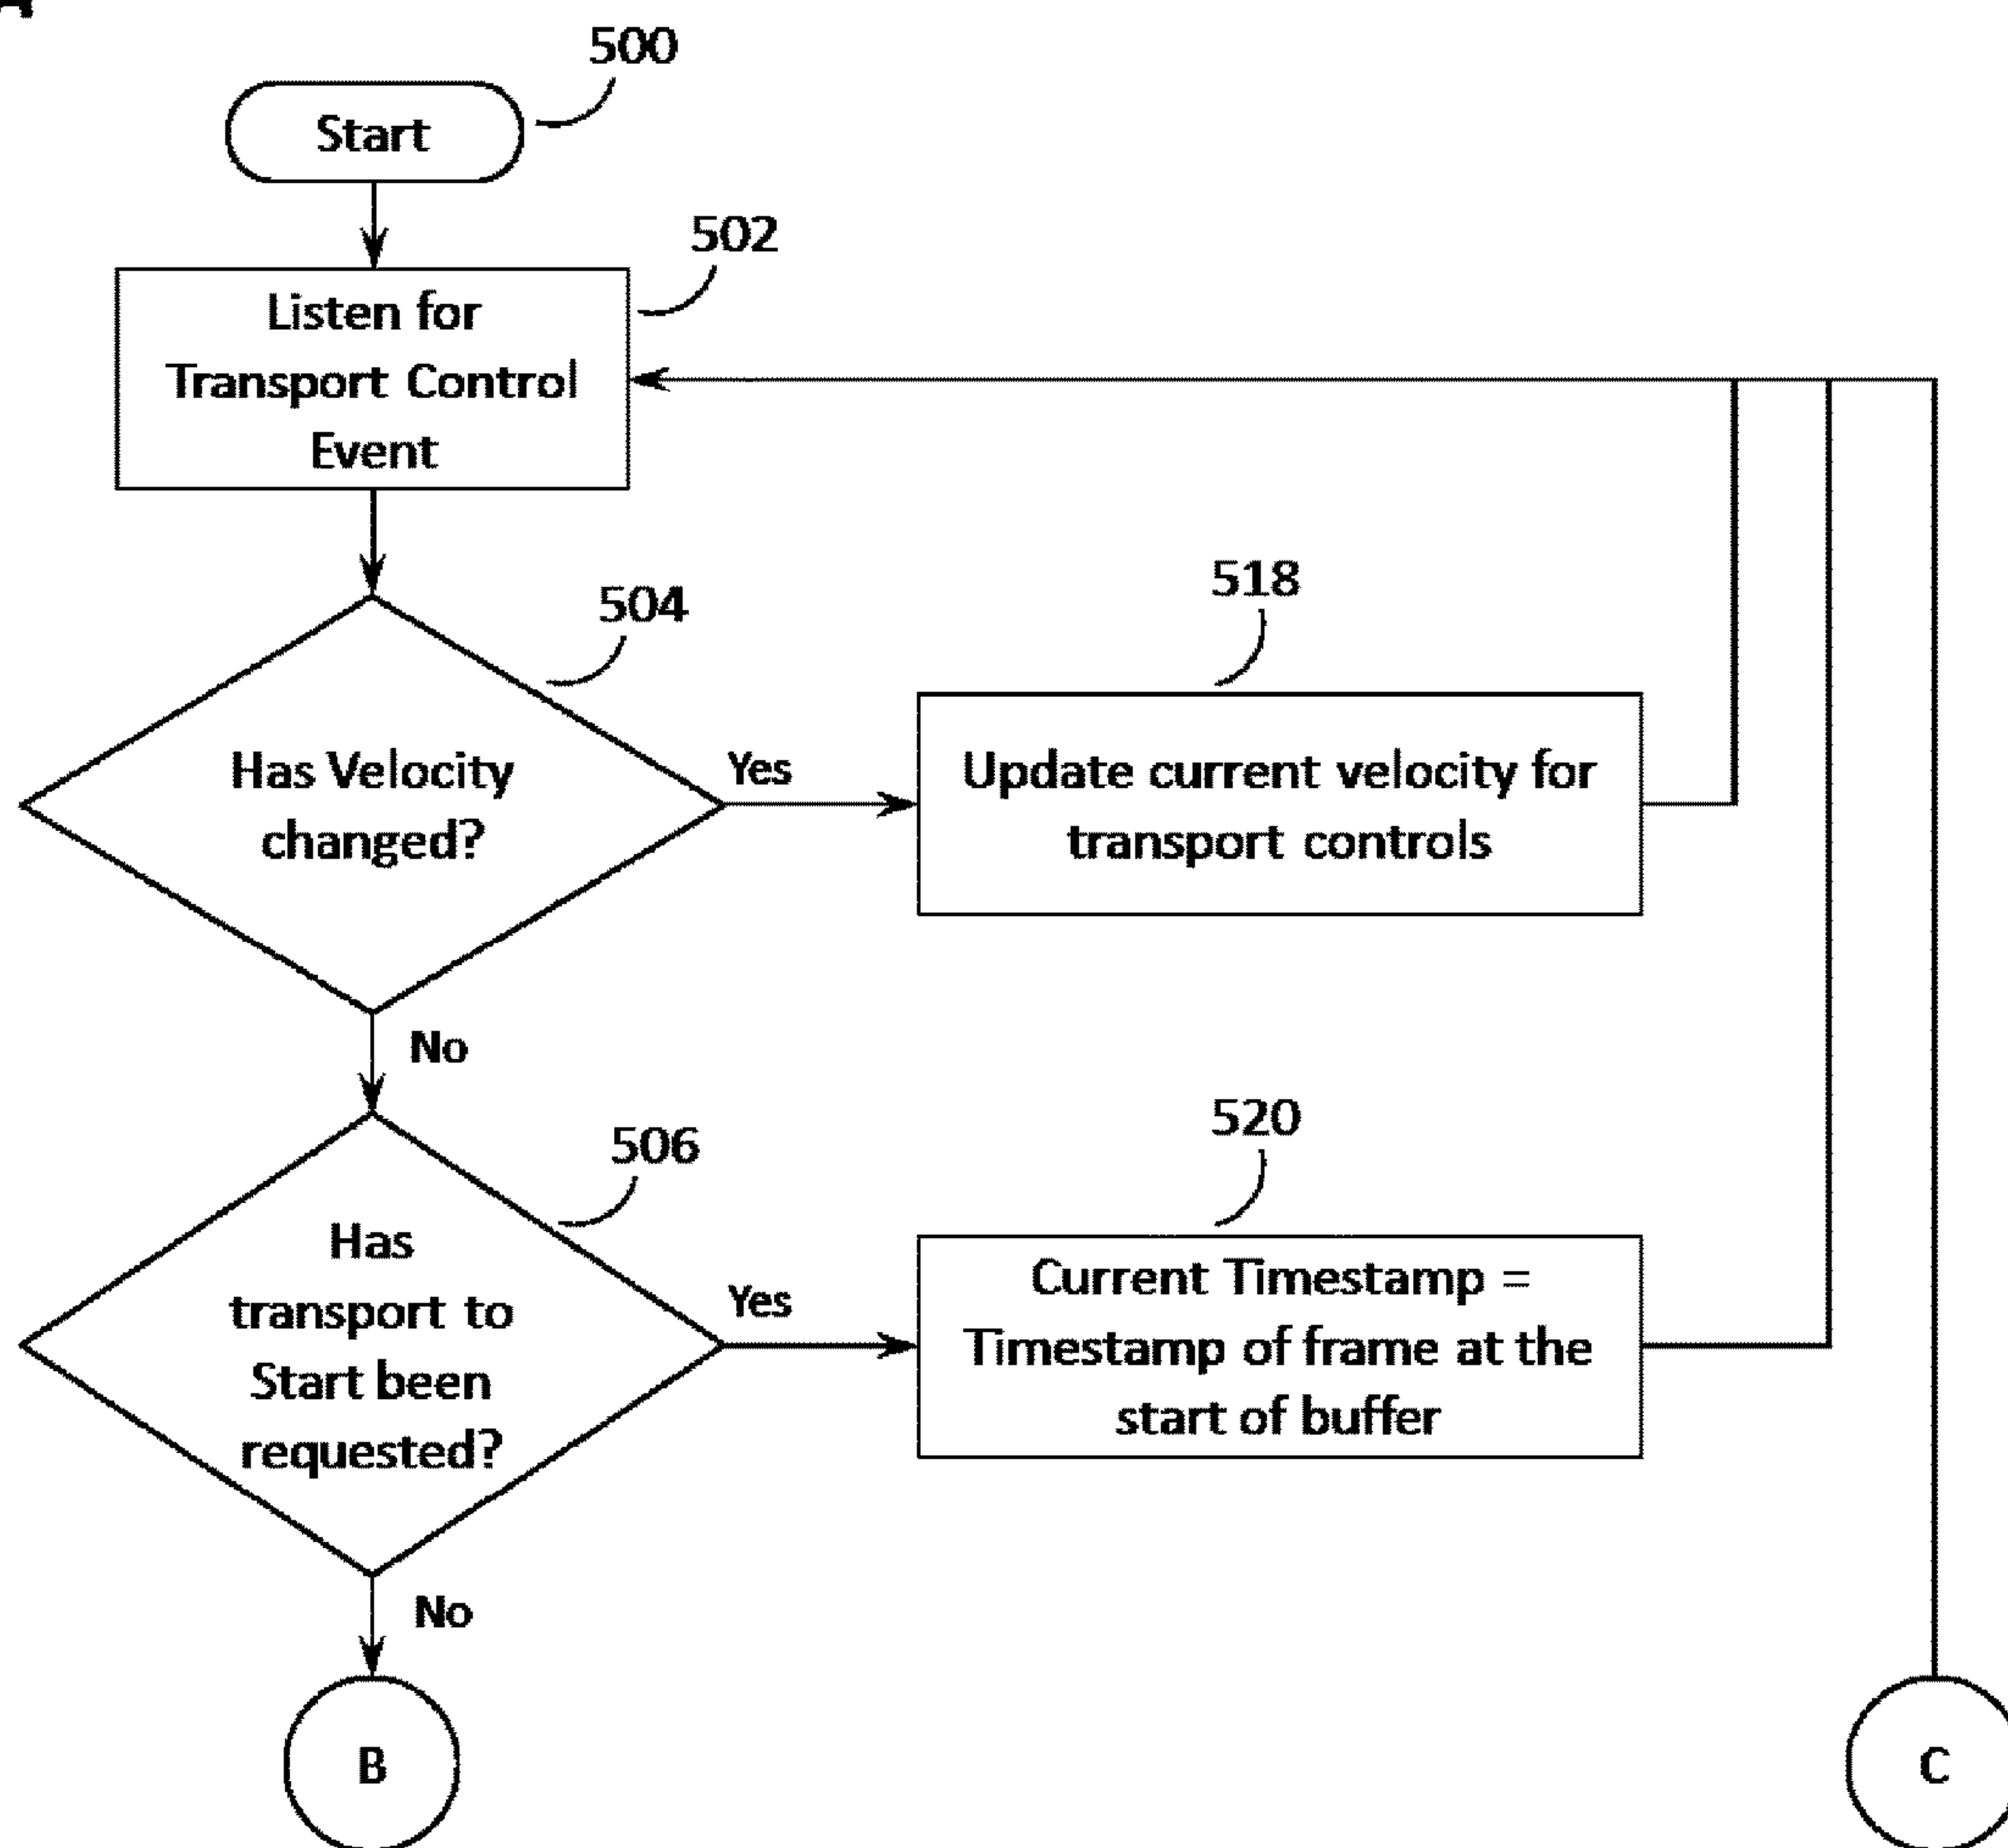 500
Start
502
Listen for
Transport Control
Event
504
518
Has Velocity
changed?
Yes
Update current velocity for
transport controls
No
506
520
Has
transport to
Start been
requested?
Yes
Current Timestamp =
Timestamp of frame at the
start of buffer
No
B
C